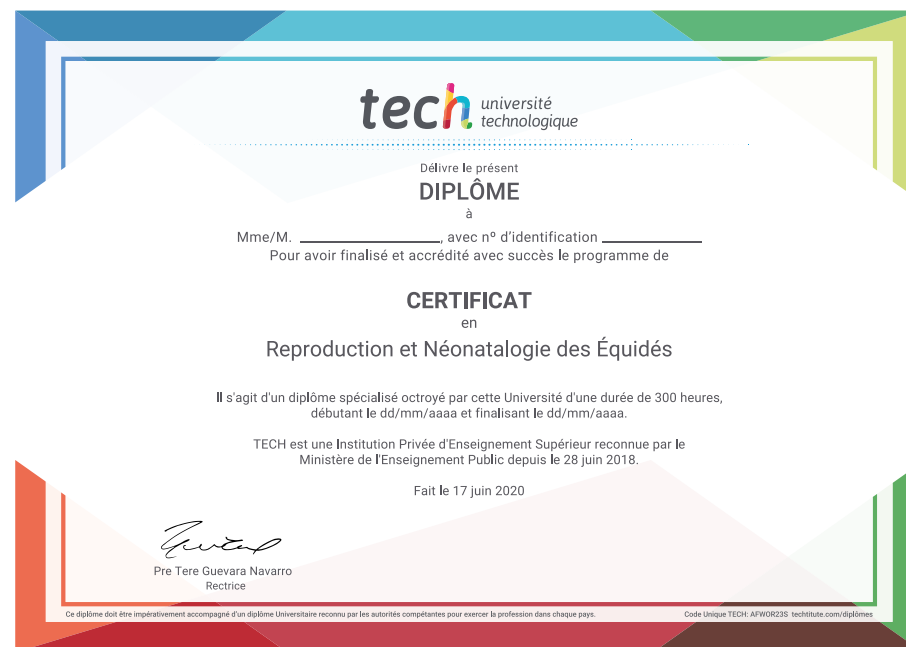 tech université
technologique
Délivre le présent
DIPLÔME
à
Mme/M. ____________________, avec nº d'identification ______________
Pour avoir finalisé et accrédité avec succès le programme de
CERTIFICAT
en
Reproduction et Néonatalogie des Équidés
Il s'agit d'un diplôme spécialisé octroyé par cette Université d'une durée de 300 heures,
débutant le dd/mm/aaaa et finalisant le dd/mm/aaaa.
TECH est une Institution Privée d'Enseignement Supérieur reconnue par le
Ministère de l'Enseignement Public depuis le 28 juin 2018.
Fait le 17 juin 2020
Pre Tere Guevara Navarro
Rectrice
Ce diplôme doit être impérativement accompagné d'un diplôme Universitaire reconnu par les autorités compétentes pour exercer la profession dans chaque pays.
Code Unique TECH: AFWOR23S techtitute.com/diplômes